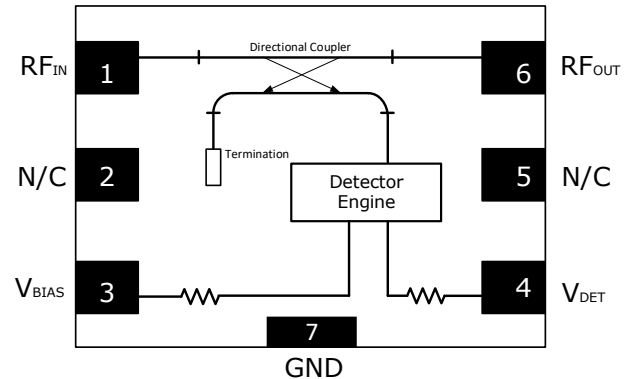 Directional Coupler
RFIN 1
6 RFOUT
Termination
N/C 2
Detector
Engine
5 N/C
VBIAS 3
4 VDET
7
GND